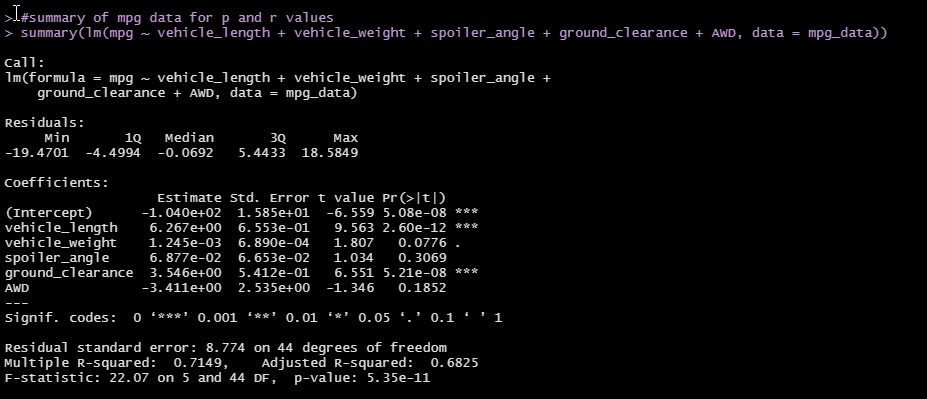 > #summary of mpg data for p and r values
> summary(lm(mpg ~ vehicle_length + vehicle_weight + spoiler_angle + ground_clearance + AWD, data = mpg_data))
Call:
lm(formula = mpg ~ vehicle_length + vehicle_weight + spoiler_angle +
    ground_clearance + AWD, data = mpg_data)
Residuals:
     Min       1Q   Median       3Q      Max
-19.4701  -4.4994  -0.0692   5.4433  18.5849
Coefficients:
                   Estimate Std. Error t value Pr(>|t|)
(Intercept)      -1.040e+02  1.585e+01  -6.559 5.08e-08 ***
vehicle_length    6.267e+00  6.553e-01   9.563 2.60e-12 ***
vehicle_weight    1.245e-03  6.890e-04   1.807   0.0776 .
spoiler_angle     6.877e-02  6.653e-02   1.034   0.3069
ground_clearance  3.546e+00  5.412e-01   6.551 5.21e-08 ***
AWD              -3.411e+00  2.535e+00  -1.346   0.1852
---
Signif. codes:  0 ‘***’ 0.001 ‘**’ 0.01 ‘*’ 0.05 ‘.’ 0.1 ‘ ’ 1
Residual standard error: 8.774 on 44 degrees of freedom
Multiple R-squared:  0.7149,    Adjusted R-squared:  0.6825
F-statistic: 22.07 on 5 and 44 DF,  p-value: 5.35e-11